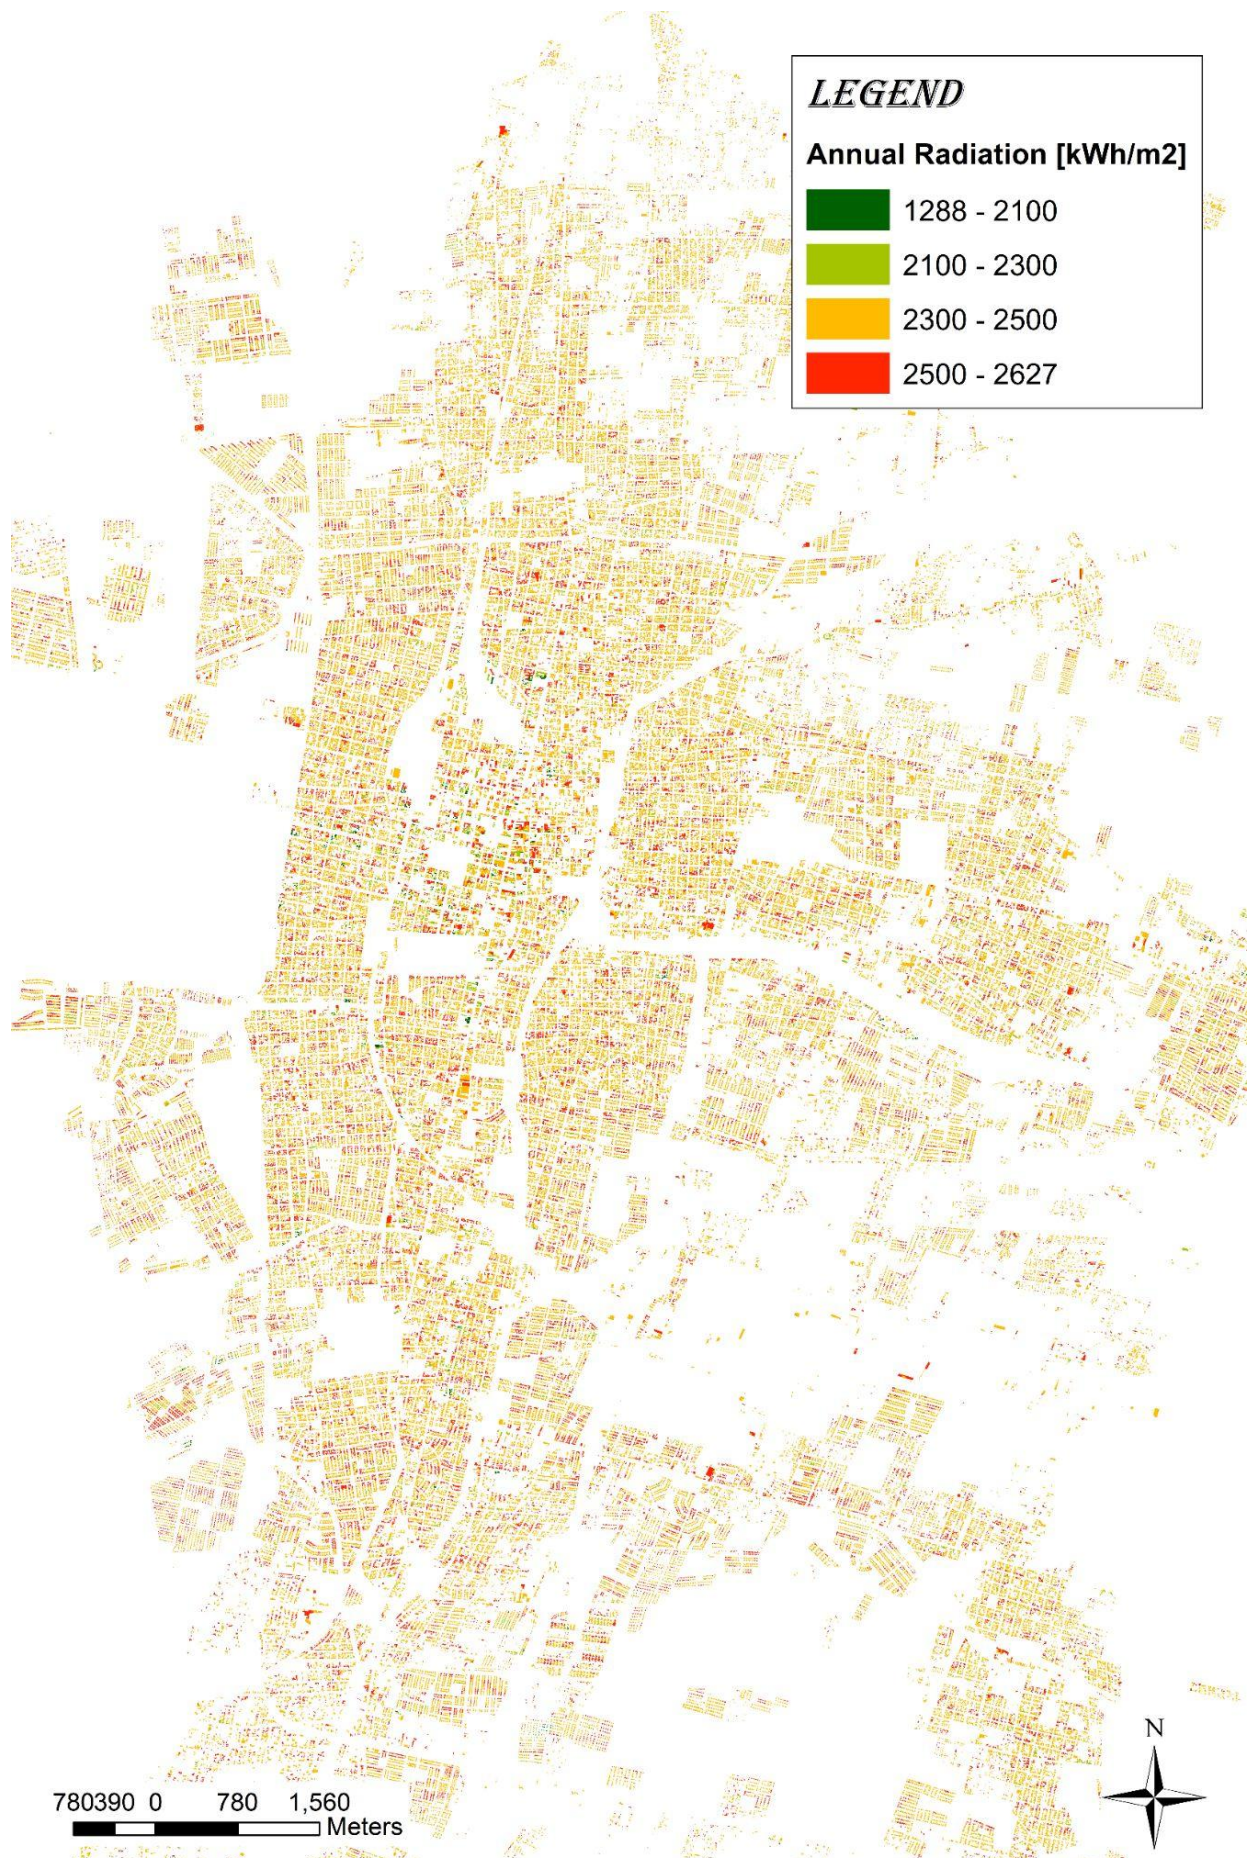 LEGEND
Annual Radiation [kWh/m2]
1288 - 2100
2100 - 2300
2300 - 2500
2500 - 2627
N
780390 0 780 1,560
Meters